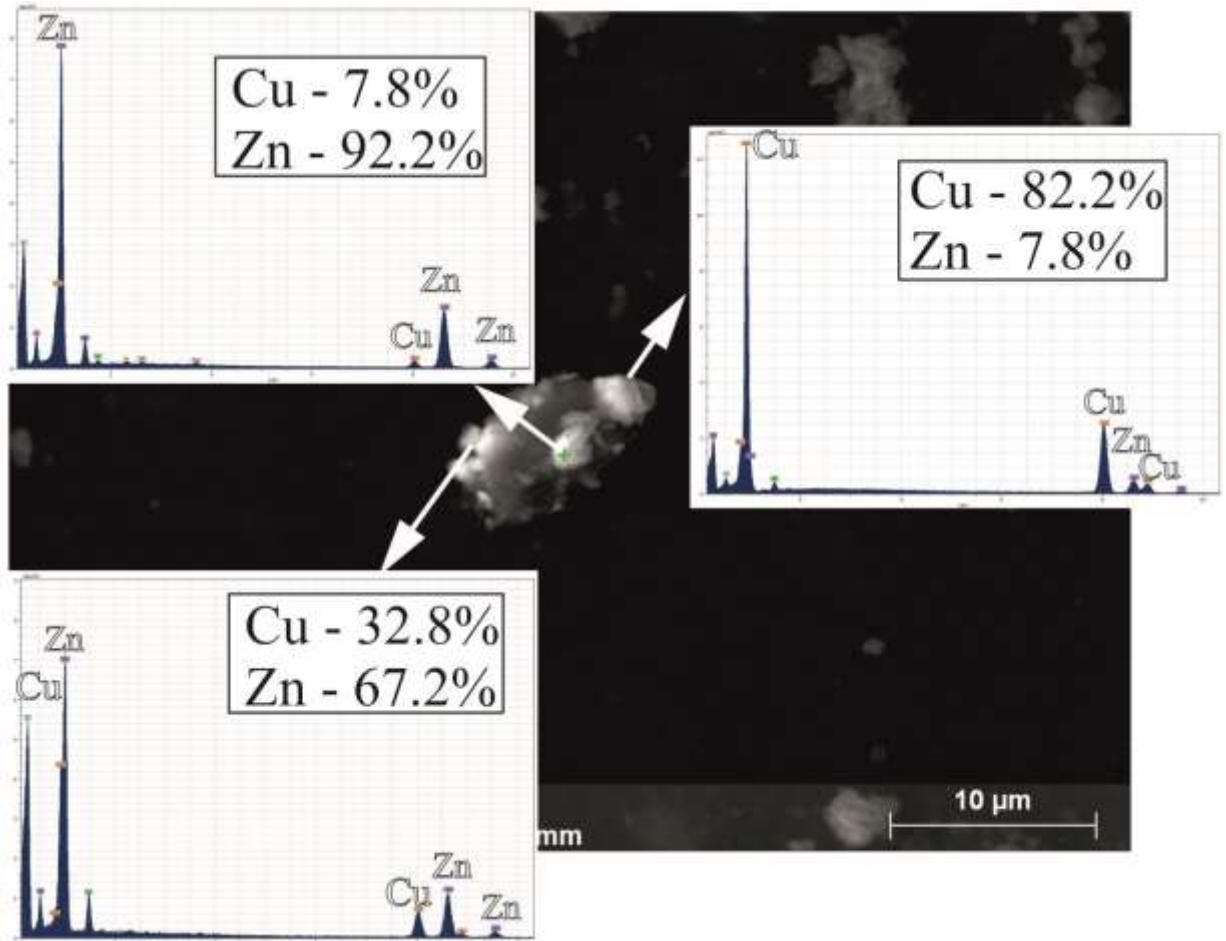 Zn
Cu - 7.8%
Zn - 92.2%
Zn
Cu
Zn
Cu
Cu - 82.2%
Zn - 7.8%
Cu
Zn
Cu
Cu - 32.8%
Zn - 67.2%
Zn
Cu
Zn
Cu
Zn
10 µm
mm